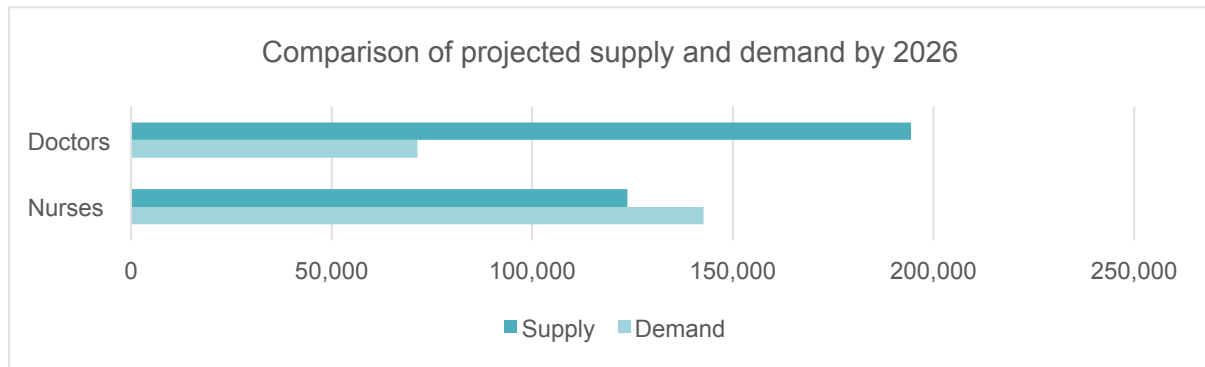 Comparison of projected supply and demand by 2026
Doctors
Nurses
0 50,000 100,000 150,000 200,000 250,000
Supply Demand